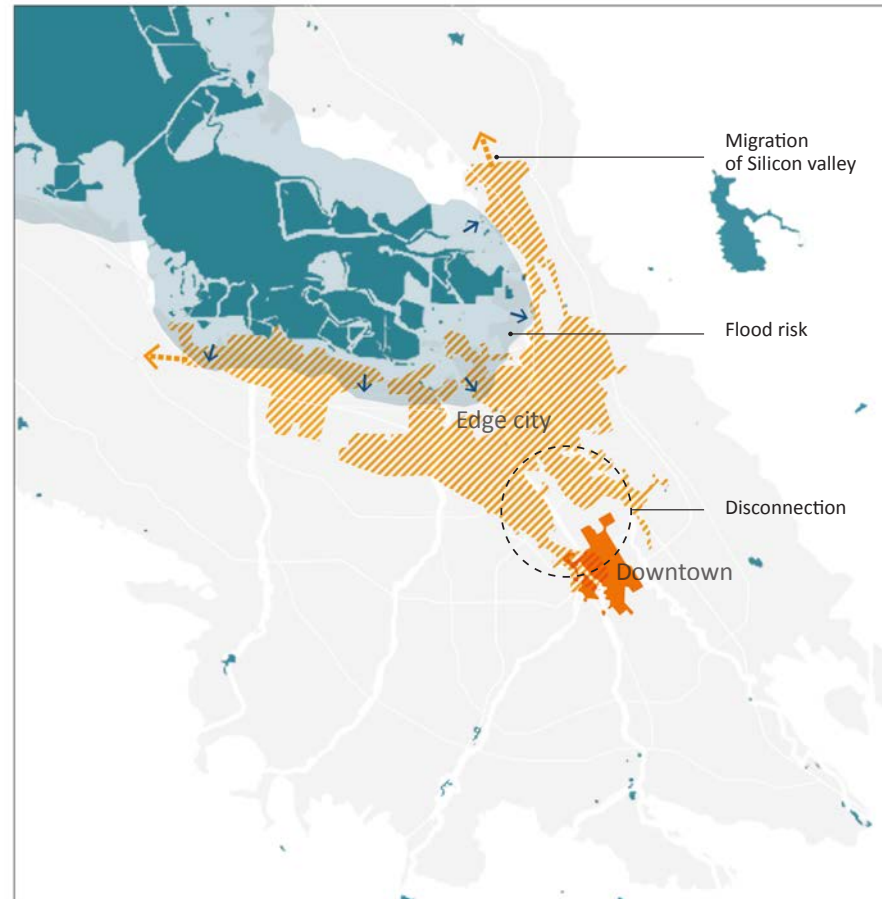 Migration
of Silicon valley
Flood risk
Edge city
Disconnection
Downtown